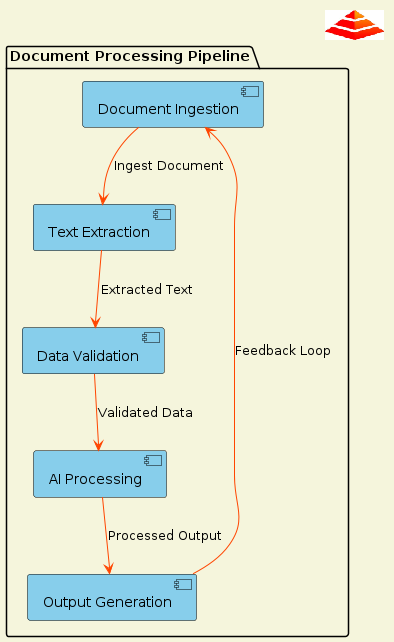 Document Processing Pipeline
Document Ingestion
Ingest Document
Text Extraction
Extracted Text
Data Validation
Feedback Loop
Validated Data
AI Processing
Processed Output
Output Generation